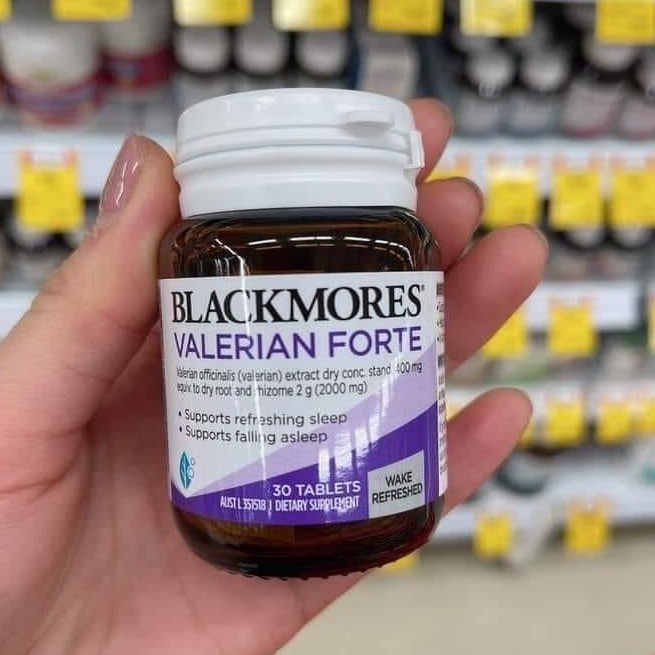 BLACKMORES®
VALERIAN FORTE
Valerian officinalis (valerian) extract dry conc. stand. 400 mg
equiv. to dry root and rhizome 2 g (2000 mg)
• Supports refreshing sleep
• Supports falling asleep
30 TABLETS
AUST L 351518 | DIETARY SUPPLEMENT
WAKE
REFRESHED